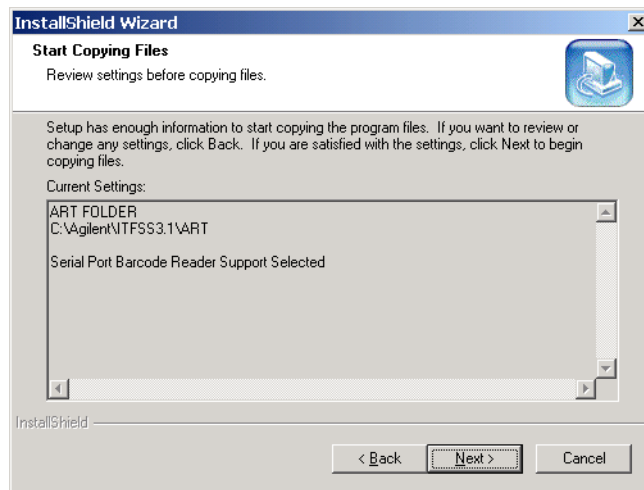 InstallShield Wizard
Start Copying Files
Review settings before copying files.
Setup has enough information to start copying the program files. If you want to review or
change any settings, click Back. If you are satisfied with the settings, click Next to begin
copying files.
Current Settings:
ART FOLDER
C:\Agilent\ITFSS3.1\ART
Serial Port Barcode Reader Support Selected
InstallShield
< Back
Next >
Cancel